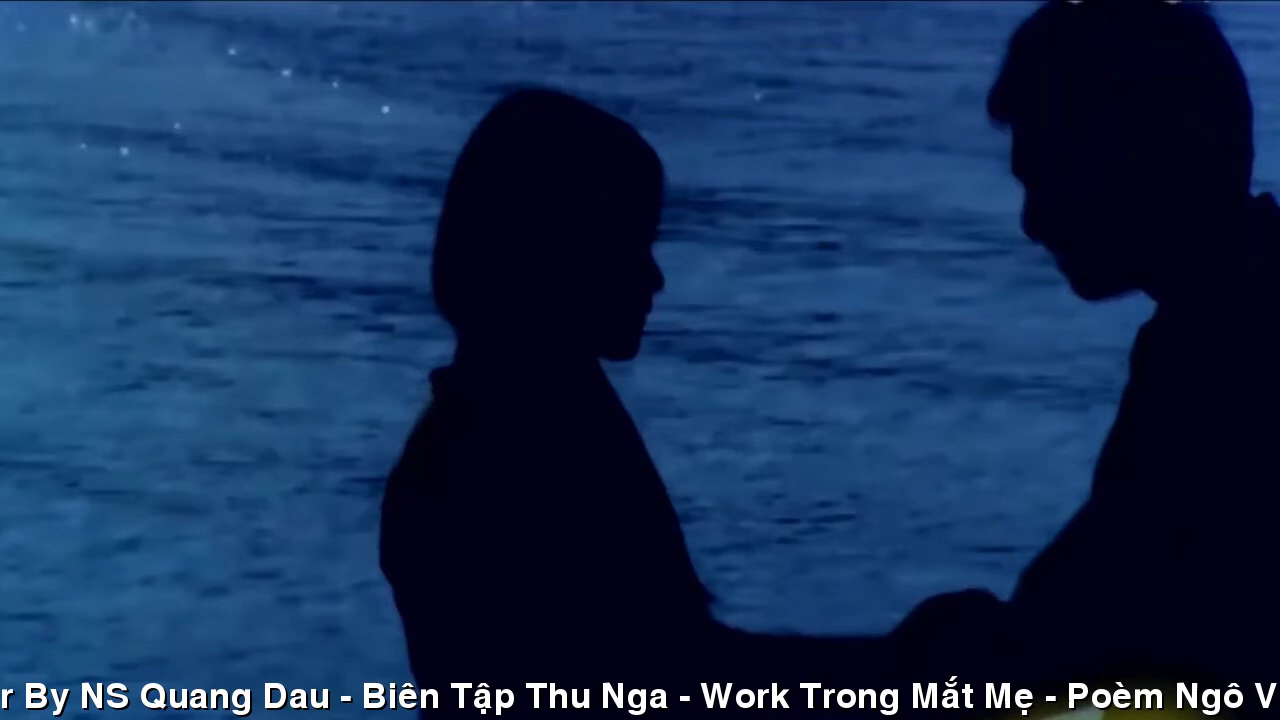 r By NS Quang Dau - Biên Tập Thu Nga - Work Trong Mắt Mẹ - Poèm Ngô V